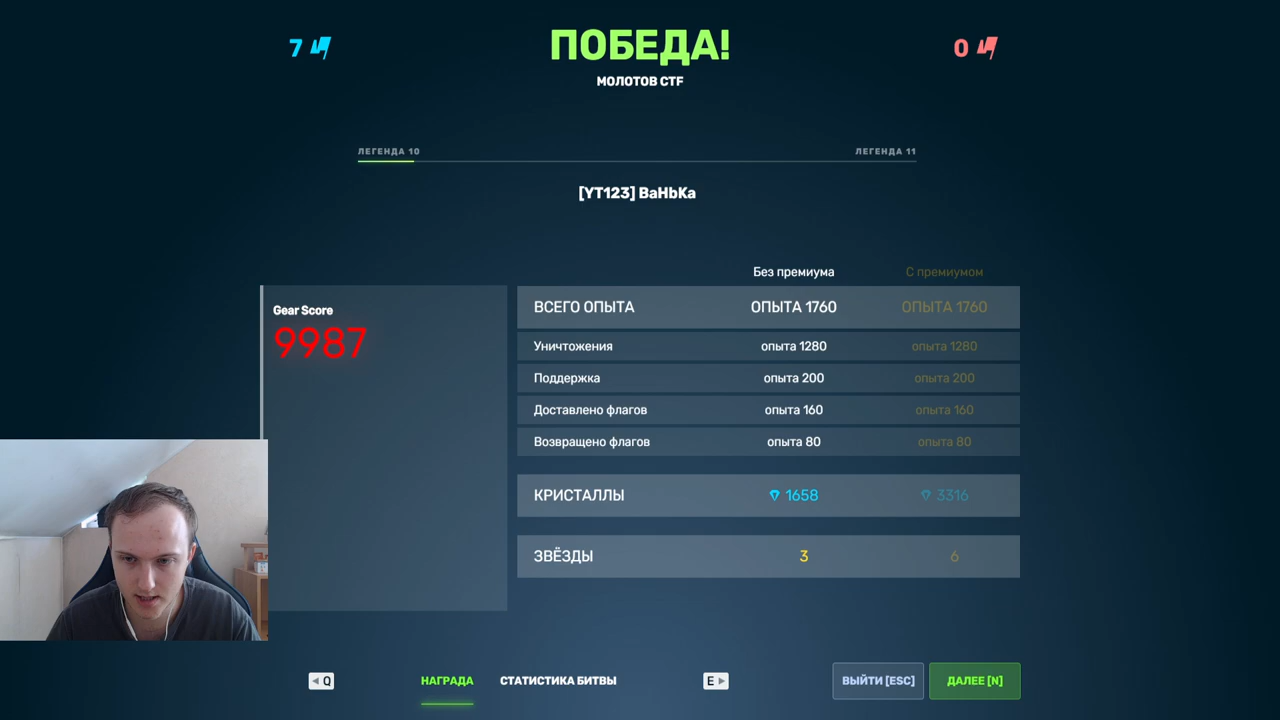 7
ПОБЕДА!
0
МОЛОТОВ CTF
ЛЕГЕНДА 10
ЛЕГЕНДА 11
[YT123] BaHbKa
Без премиума
С премиумом
Gear Score
9987
ВСЕГО ОПЫТА
ОПЫТА 1760
ОПЫТА 1760
Уничтожения
опыта 1280
опыта 1280
Поддержка
опыта 200
опыта 200
Доставлено флагов
опыта 160
опыта 160
Возвращено флагов
опыта 80
опыта 80
КРИСТАЛЛЫ
1658
3316
ЗВЁЗДЫ
3
6
Q
НАГРАДА
СТАТИСТИКА БИТВЫ
E
ВЫЙТИ [ESC]
ДАЛЕЕ [N]